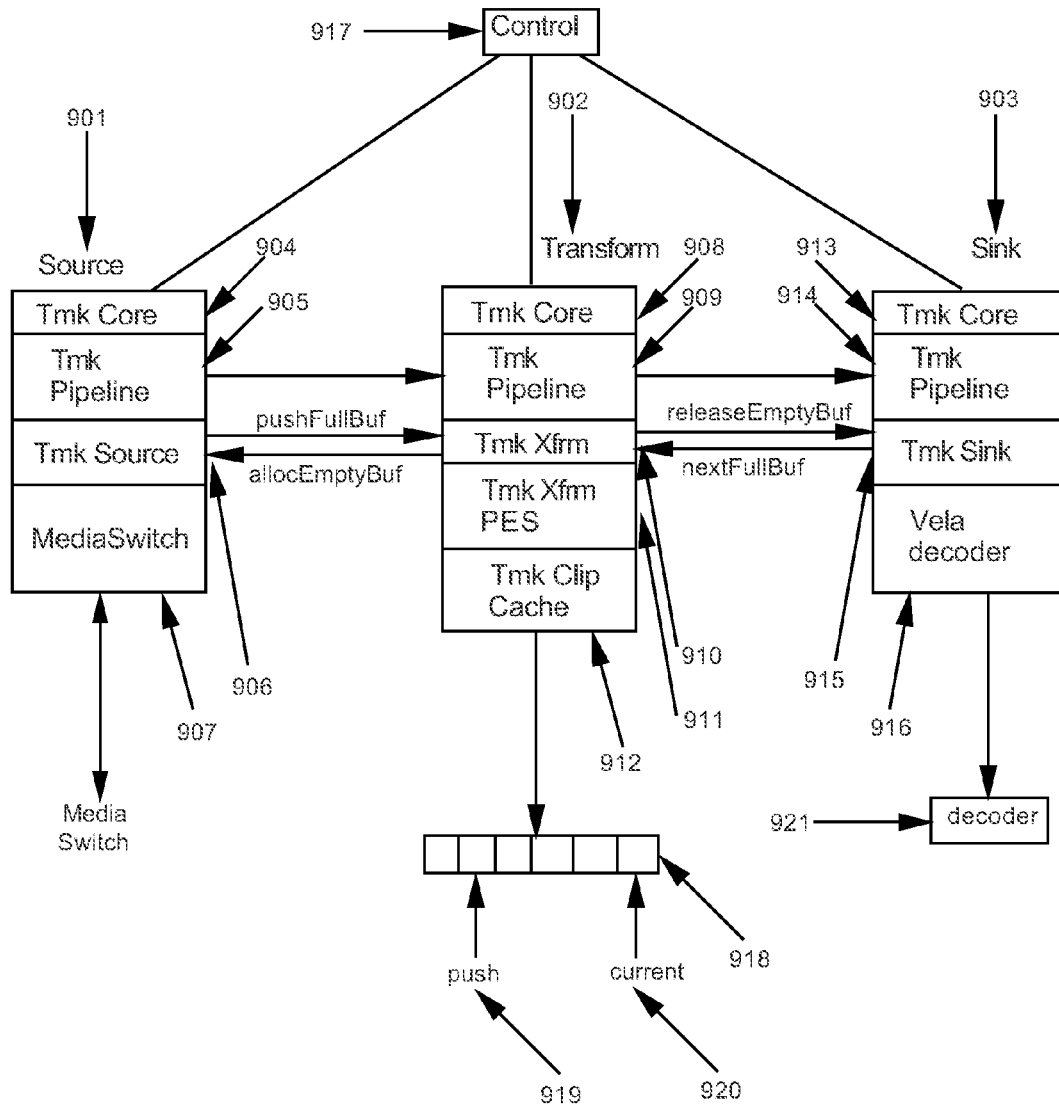 Control
917
901
902
903
Source
904
905
Transform
908
909
913
914
Sink
Tmk Core
Tmk
Pipeline
Tmk Source
MediaSwitch
pushFullBuf
allocEmptyBuf
Tmk Core
Tmk
Pipeline
Tmk Xfrm
Tmk Xfrm
PES
Tmk Clip
Cache
releaseEmptyBuf
nextFullBuf
Tmk Core
Tmk
Pipeline
Tmk Sink
Vela
decoder
906
907
910
911
912
915
916
Media
Switch
921
decoder
push
current
918
919
920